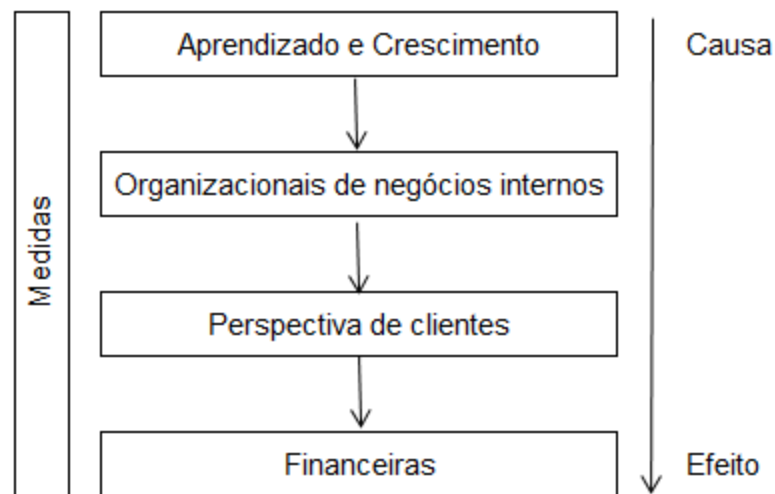 Aprendizado e Crescimento
Causa
Organizacionais de negócios internos
Medidas
Perspectiva de clientes
Financeiras
Efeito